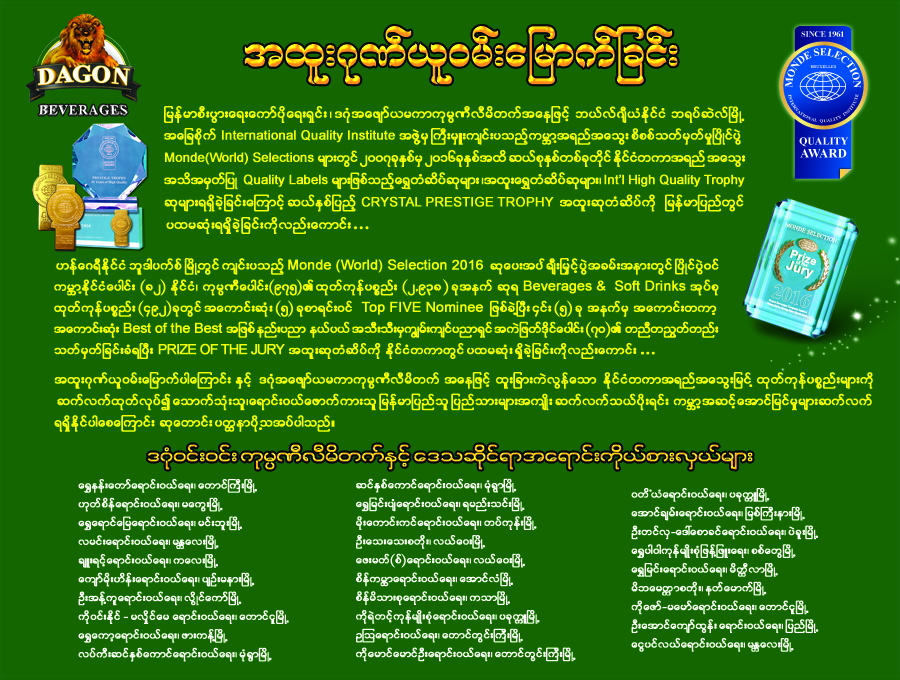 DAGON
BEVERAGES
အထူးဂုဏ်ယူဝမ်းမြောက်ခြင်း
SINCE 1961
MONDE SELECTION
BRUXELLES
INTERNATIONAL QUALITY INSTITUTE
QUALITY
AWARD
PRESTIGE TROPHY
မြန်မာစီးပွားရေးကော်ပိုရေးရှင်း ၊ ဒဂုံအဖျော်ယမကာကုမ္ပဏီလီမိတက်အနေဖြင့် ဘယ်လ်ဂျီယံနိုင်ငံ ဘရပ်ဆဲလ်မြို့
အခြေစိုက် International Quality Institute အဖွဲ့မှ ကြီးမှူးကျင်းပသည့်ကမ္ဘာ့အရည်အသွေး စိစစ်သတ်မှတ်မှုပြိုင်ပွဲ
Monde(World) Selections များတွင် ၂၀၀၇ခုနှစ်မှ ၂၀၁၆ခုနှစ်အထိ ဆယ်စုနှစ်တစ်ခုတိုင် နိုင်ငံတကာအရည် အသွေး
အသိအမှတ်ပြု Quality Labels များဖြစ်သည့်ရွှေတံဆိပ်ဆုများ ၊အထူးရွှေတံဆိပ်ဆုများ၊ Int'l High Quality Trophy
ဆုများရရှိခဲ့ခြင်းကြောင့် ဆယ်နှစ်ပြည့် CRYSTAL PRESTIGE TROPHY အထူးဆုတံဆိပ်ကို မြန်မာပြည်တွင်
ပထမဆုံးရရှိခဲ့ခြင်းကိုလည်းကောင်း ...
MONDE SELECTION
Prize
of the
Jury
2016
ဟန်ဂေရီနိုင်ငံ ဘူဒါပက်စ် မြို့တွင် ကျင်းပသည့် Monde (World) Selection 2016 ဆုပေးအပ် ချီးမြှင့်ပွဲအခမ်းအနားတွင် ပြိုင်ပွဲဝင်
ကမ္ဘာ့နိုင်ငံပေါင်း (၈၂) နိုင်ငံ၊ ကုမ္ပဏီပေါင်း(၉၇၅)၏ ထုတ်ကုန်ပစ္စည်း (၂,၉၃၈) ခုအနက် ဆုရ Beverages & Soft Drinks အုပ်စု
ထုတ်ကုန်ပစ္စည်း (၄၉၂)ခုတွင် အကောင်းဆုံး (၅) ခုစာရင်းဝင် Top FIVE Nominee ဖြစ်ခဲ့ပြီး ၄င်း (၅) ခု အနက် မှ အကောင်းတကာ့
အကောင်းဆုံး Best of the Best အဖြစ် နည်းပညာ နယ်ပယ် အသီးသီးမှကျွမ်းကျင်ပညာရှင် အကဲဖြတ်ဒိုင်ပေါင်း (၇၀)၏ တညီတညွတ်တည်း
သတ်မှတ်ခြင်းခံရပြီး PRIZE OF THE JURY အထူးဆုတံဆိပ်ကို နိုင်ငံတကာတွင် ပထမဆုံး ရှိခဲ့ခြင်းကိုလည်းကောင်း ...
အထူးဂုဏ်ယူဝမ်းမြောက်ပါကြောင်း နှင့် ဒဂုံအဖျော်ယမကာကုမ္ပဏီလီမိတက် အနေဖြင့် ထူးခြားကဲလွန်သော နိုင်ငံတကာအရည်အသွေးမြင့် ထုတ်ကုန်ပစ္စည်းများကို
ဆက်လက်ထုတ်လုပ်၍ သောက်သုံးသူ၊ရောင်းဝယ်ဖောက်ကားသူ မြန်မာပြည်သူ ပြည်သားများအကျိုး ဆက်လက်သယ်ပိုးရင်း ကမ္ဘာ့အဆင့်အောင်မြင်မှုများဆက်လက်
ရရှိနိုင်ပါစေကြောင်း ဆုတောင်း ပတ္ထနာပို့သအပ်ပါသည်။
ဒဂုံဝင်းဝင်း ကုမ္ပဏီလီမိတက်နှင့် ဒေသဆိုင်ရာအရောင်းကိုယ်စားလှယ်များ
ရွှေနန်းတော်ရောင်းဝယ်ရေး၊ တောင်ကြီးမြို့
ဟုတ်စိန်ရောင်းဝယ်ရေး၊ မကွေးမြို့
ရွှေရောင်မြေရောင်းဝယ်ရေး၊ မင်းဘူးမြို့
လမင်းရောင်းဝယ်ရေး၊ မန္တလေးမြို့
ချူးရင့်ရောင်းဝယ်ရေး၊ ကလေးမြို့
ကျော်မိုးဟိန်းရောင်းဝယ်ရေး၊ ပျဉ်းမနားမြို့
ဦးအန့်ကူရောင်းဝယ်ရေး၊ လွိုင်ကော်မြို့
ကိုဝင်းနိုင် - မလှိုင်မေ ရောင်းဝယ်ရေး၊ တောင်ငူမြို့
ရွှေကော့ရောင်းဝယ်ရေး၊ ဖားကန့်မြို့
လပ်ကီးဆင်နှစ်ကောင်ရောင်းဝယ်ရေး၊ မုံရွာမြို့
ဆင်နှစ်ကောင်ရောင်းဝယ်ရေး၊ မုံရွာမြို့
ရွှေမြင်းပျံရောင်းဝယ်ရေး၊ ရမည်းသင်းမြို့
မိုးကောင်းကင်ရောင်းဝယ်ရေး၊ တပ်ကုန်းမြို့
ဦးသေးသေးစတိုး၊ လယ်ဝေးမြို့
ဇေးမတ်(စ်)ရောင်းဝယ်ရေး၊ လယ်ဝေးမြို့
စိန်ကမ္ဘာရောင်းဝယ်ရေး၊ အောင်လံမြို့
စိန်မိသားစုရောင်းဝယ်ရေး၊ ကသာမြို့
ကိုရဲတင့်ကုန်မျိုးစုံရောင်းဝယ်ရေး၊ ပခုက္ကူမြို့
ဥဩရောင်းဝယ်ရေး၊ တောင်တွင်းကြီးမြို့
ကိုမောင်မောင်ဦးရောင်းဝယ်ရေး၊ တောင်တွင်းကြီးမြို့
ဝတ်ိယံရောင်းဝယ်ရေး၊ ပခုက္ကူမြို့
အောင်ချမ်းရောင်းဝယ်ရေး၊ မြစ်ကြီးနားမြို့
ဦးတင်လှ-ဒေါ်စောခင်ရောင်းဝယ်ရေး၊ ပဲခူးမြို့
ရွှေပါပါကုန်မျိုးစုံဖြန့်ဖြူးရေး၊ စစ်တွေမြို့
ရွှေမြင်းရောင်းဝယ်ရေး၊ မိတ္ထီလာမြို့
မိဘမေတ္တာစတိုး၊ နတ်မောက်မြို့
ကိုဇော်-မမော်ရောင်းဝယ်ရေး၊ တောင်ငူမြို့
ဦးအောင်ကျော်ထွန်း ရောင်းဝယ်ရေး၊ ပြည်မြို့
ငွေပင်လယ်ရောင်းဝယ်ရေး၊ မန္တလေးမြို့